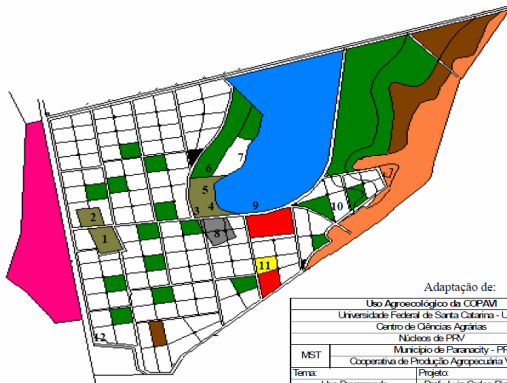 6
7
5
2
3
4
9
10
1
8
11
12
Adaptação de:
Uso Agroecológico da COPAVI
Universidade Federal de Santa Catarina - U
Centro de Ciências Agrárias
Núcleos de PRV
MST
Município de Paranacity - PR
Cooperativa de Produção Agropecuária V
Tema:
Projeto: